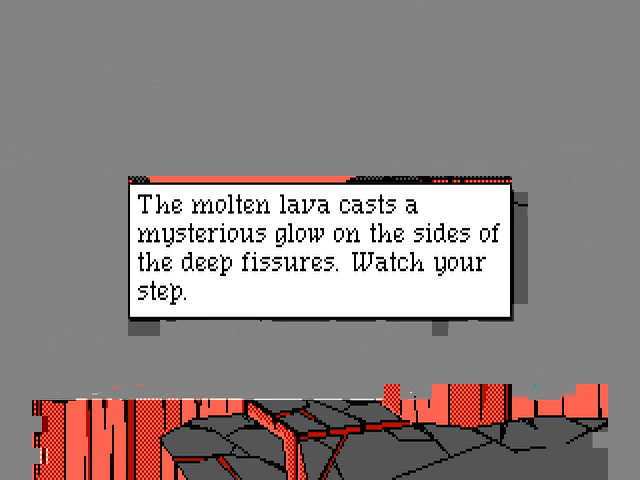 The molten lava casts a
mysterious glow on the sides of
the deep fissures. Watch your
step.